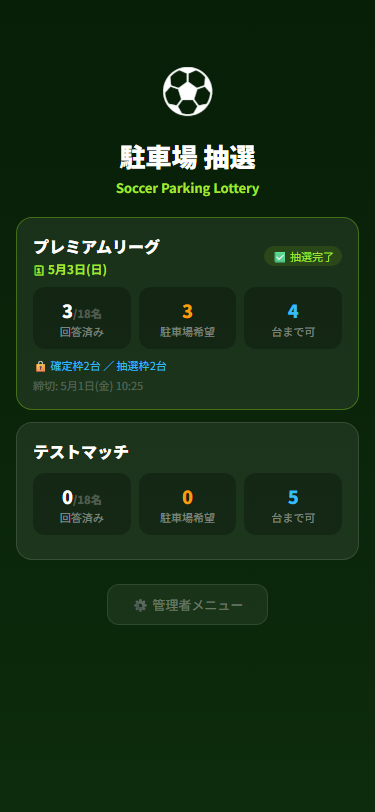 駐車場 抽選
Soccer Parking Lottery
プレミアムリーグ
5月3日(日)
抽選完了
3/18名
回答済み
3
駐車場希望
4
台まで可
確定枠2台 ／ 抽選枠2台
締切: 5月1日(金) 10:25
テストマッチ
0/18名
回答済み
0
駐車場希望
5
台まで可
管理者メニュー